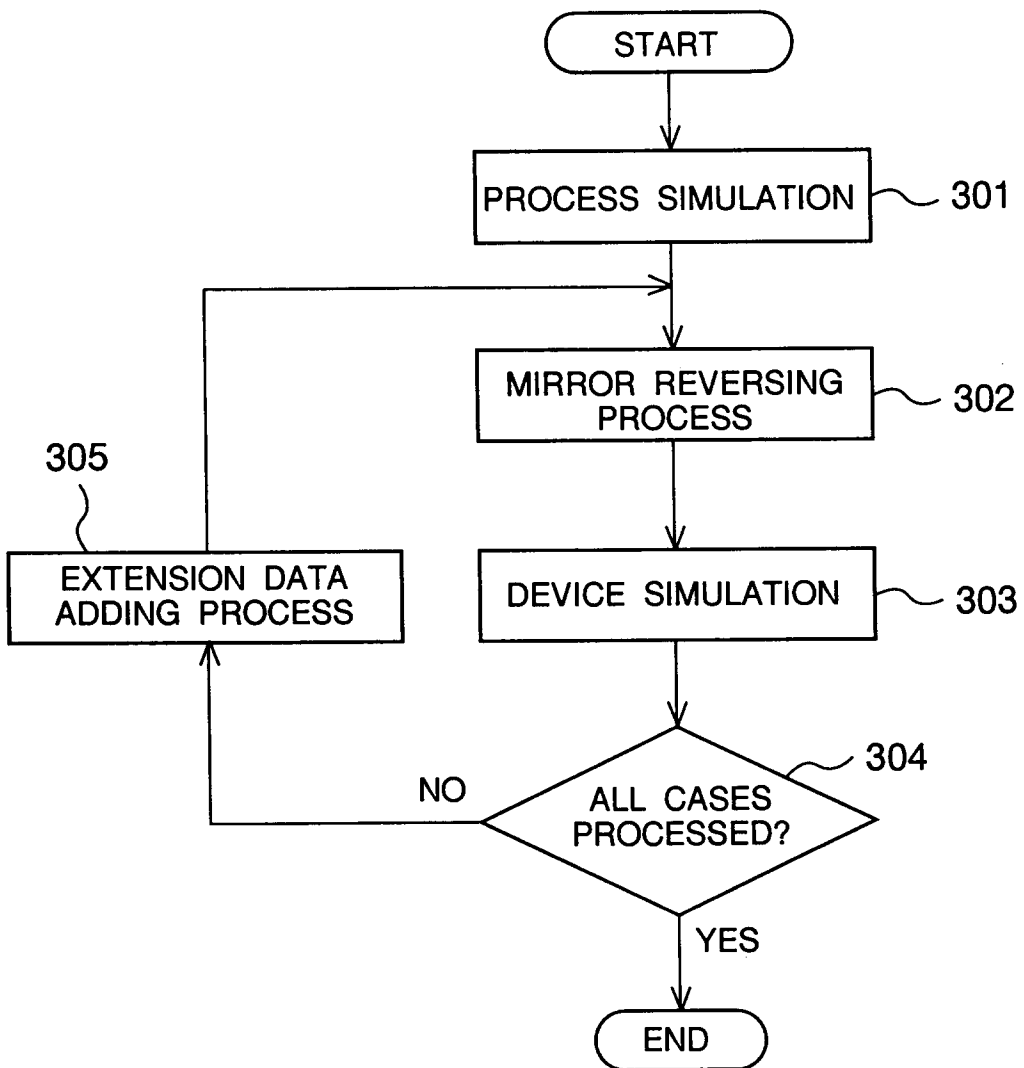 START
PROCESS SIMULATION
301
MIRROR REVERSING
PROCESS
302
305
EXTENSION DATA
ADDING PROCESS
DEVICE SIMULATION
303
304
NO
ALL CASES
PROCESSED?
YES
END